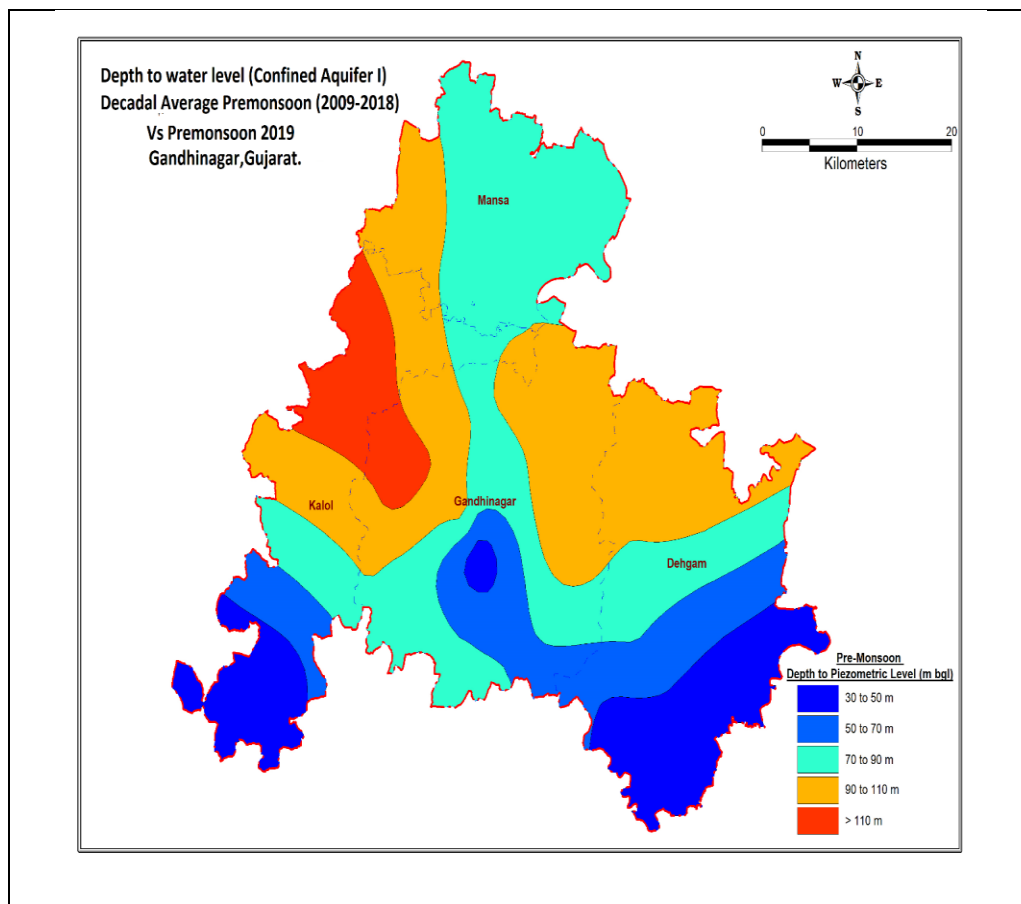 Depth to water level (Confined Aquifer I)
Decadal Average Premonsoon (2009-2018)
Vs Premonsoon 2019
Gandhinagar,Gujarat.
N
W E
S
0 10 20
Kilometers
Mansa
Kalol
Gandhinagar
Dehgam
Pre-Monsoon
Depth to Piezometric Level (m bgl)
30 to 50 m
50 to 70 m
70 to 90 m
90 to 110 m
> 110 m